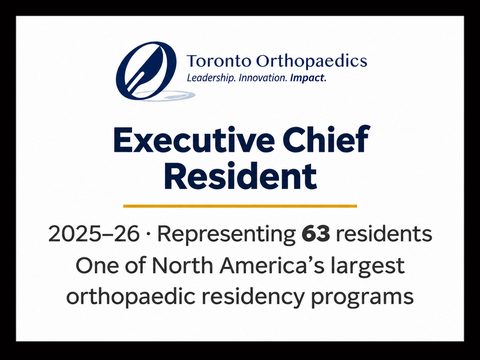 Toronto Orthopaedics
Leadership. Innovation. Impact.
Executive Chief
Resident
2025–26 · Representing 63 residents
One of North America's largest
orthopaedic residency programs